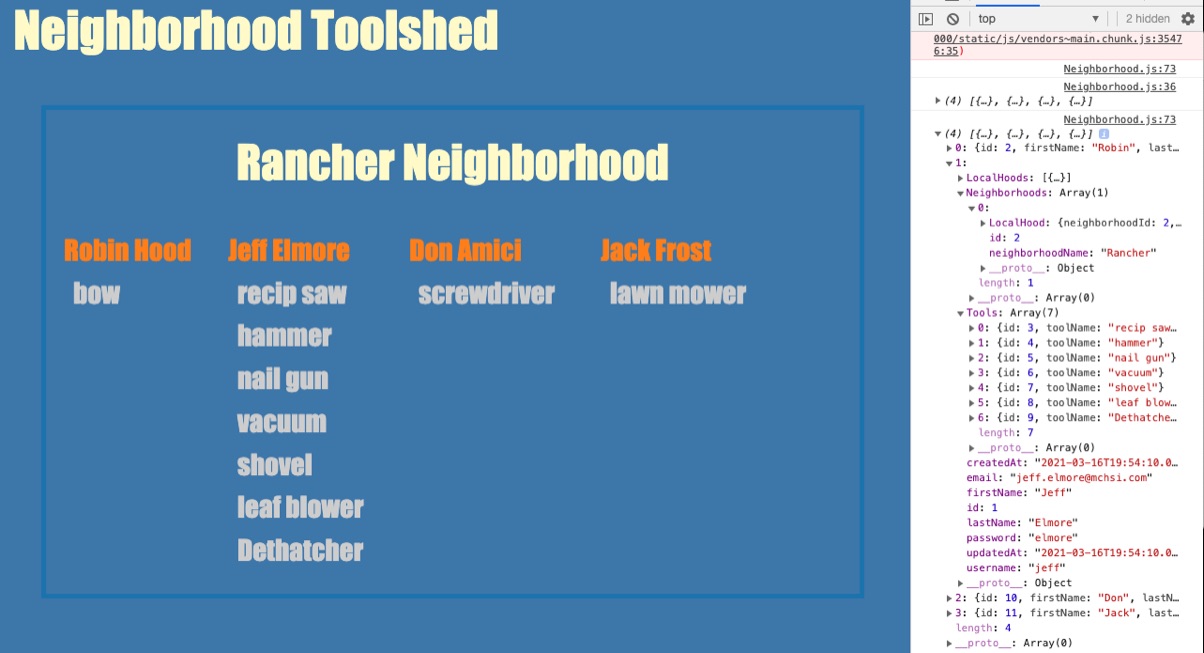 Neighborhood Toolshed
Rancher Neighborhood
Robin Hood
bow
Jeff Elmore
recip saw
hammer
nail gun
vacuum
shovel
leaf blower
Dethatcher
Don Amici
screwdriver
Jack Frost
lawn mower
top
2 hidden
000/static/js/vendors~main.chunk.js:3547
6:35)
Neighborhood.js:73
Neighborhood.js:36
(4) [{…}, {…}, {…}, {…}]
Neighborhood.js:73
(4) [{…}, {…}, {…}, {…}] i
0: {id: 2, firstName: "Robin", last…
1:
LocalHoods: [{…}]
Neighborhoods: Array(1)
0:
LocalHood: {neighborhoodId: 2,…
id: 2
neighborhoodName: "Rancher"
__proto__: Object
length: 1
__proto__: Array(0)
Tools: Array(7)
0: {id: 3, toolName: "recip saw…
1: {id: 4, toolName: "hammer"}
2: {id: 5, toolName: "nail gun"}
3: {id: 6, toolName: "vacuum"}
4: {id: 7, toolName: "shovel"}
5: {id: 8, toolName: "leaf blow…
6: {id: 9, toolName: "Dethatche…
length: 7
__proto__: Array(0)
createdAt: "2021-03-16T19:54:10.0…
email: "jeff.elmore@mchsi.com"
firstName: "Jeff"
id: 1
lastName: "Elmore"
password: "elmore"
updatedAt: "2021-03-16T19:54:10.0…
username: "jeff"
__proto__: Object
2: {id: 10, firstName: "Don", lastN…
3: {id: 11, firstName: "Jack", last…
length: 4
__proto__: Array(0)